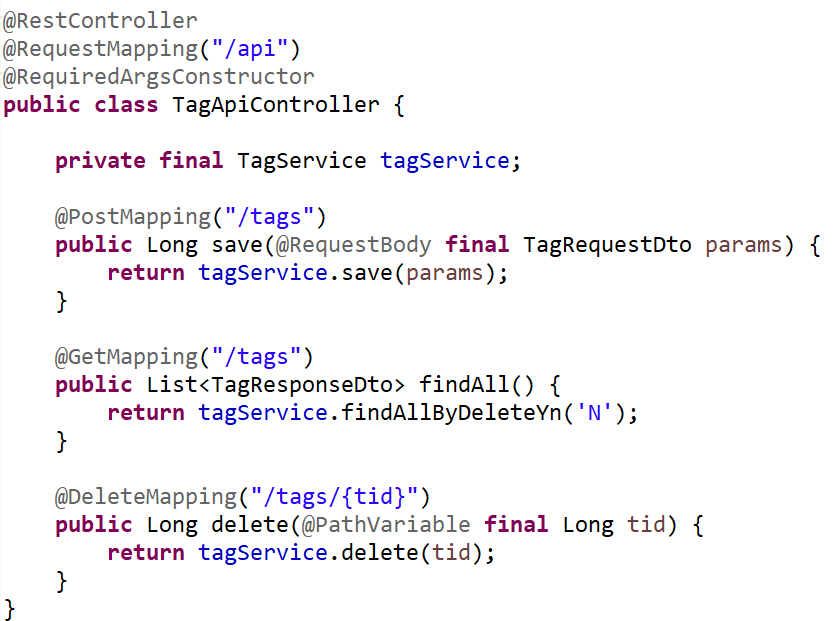 @RestController
@RequestMapping("/api")
@RequiredArgsConstructor
public class TagApiController {

    private final TagService tagService;

    @PostMapping("/tags")
    public Long save(@RequestBody final TagRequestDto params) {
        return tagService.save(params);
    }

    @GetMapping("/tags")
    public List<TagResponseDto> findAll() {
        return tagService.findAllByDeleteYn('N');
    }

    @DeleteMapping("/tags/{tid}")
    public Long delete(@PathVariable final Long tid) {
        return tagService.delete(tid);
    }
}